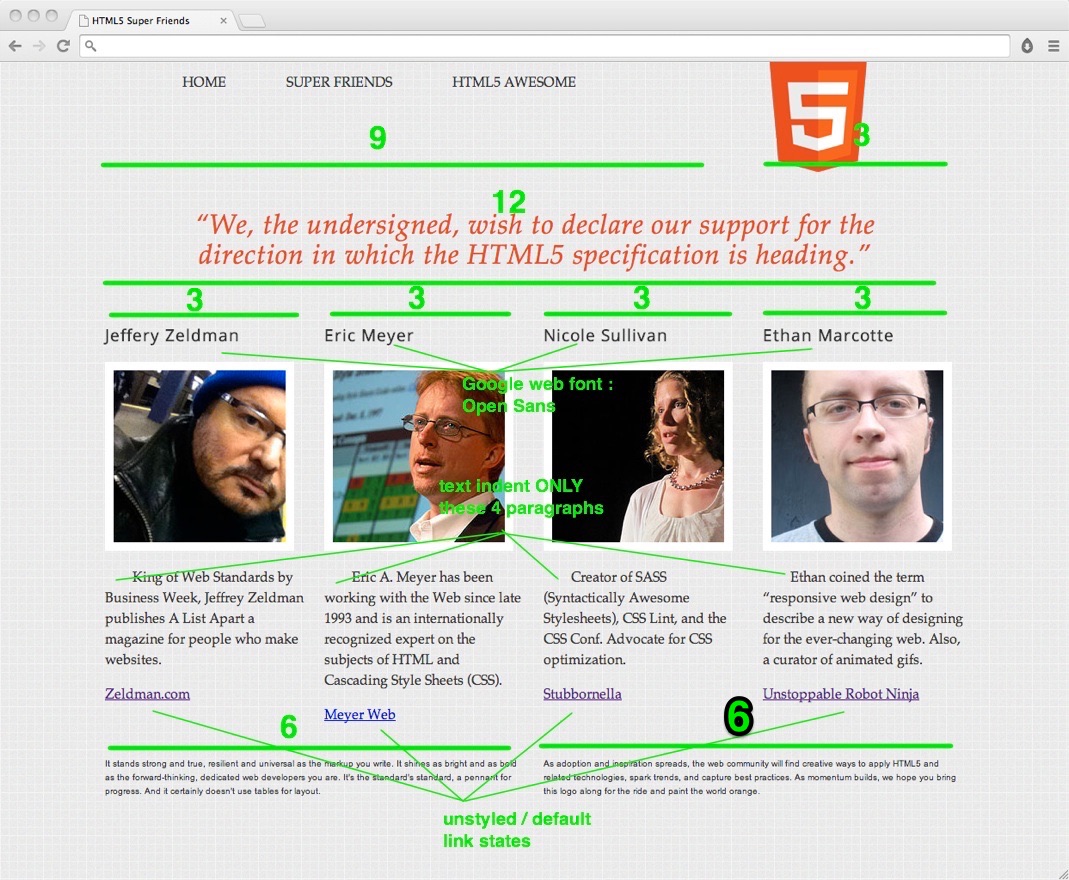 HTML5 Super Friends
HOME SUPER FRIENDS HTML5 AWESOME
5
9
3
12
“We, the undersigned, wish to declare our support for the
direction in which the HTML5 specification is heading.”
3 3 3 3
Jeffery Zeldman Eric Meyer Nicole Sullivan Ethan Marcotte
Google web font :
Open Sans
text indent ONLY
these 4 paragraphs
King of Web Standards by
Business Week, Jeffrey Zeldman
publishes A List Apart a
magazine for people who make
websites.
Zeldman.com
Eric A. Meyer has been
working with the Web since late
1993 and is an internationally
recognized expert on the
subjects of HTML and
Cascading Style Sheets (CSS).
Meyer Web
Creator of SASS
(Syntactically Awesome
Stylesheets), CSS Lint, and the
CSS Conf. Advocate for CSS
optimization.
Stubbornella
Ethan coined the term
“responsive web design” to
describe a new way of designing
for the ever-changing web. Also,
a curator of animated gifs.
Unstoppable Robot Ninja
6
6
It stands strong and true, resilient and universal as the markup you write. It shines as bright and as bold
as the forward-thinking, dedicated web developers you are. It's the standard's standard, a pennant for
progress. And it certainly doesn't use tables for layout.
As adoption and inspiration spreads, the web community will find creative ways to apply HTML5 and
related technologies, spark trends, and capture best practices. As momentum builds, we hope you bring
this logo along for the ride and paint the world orange.
unstyled / default
link states